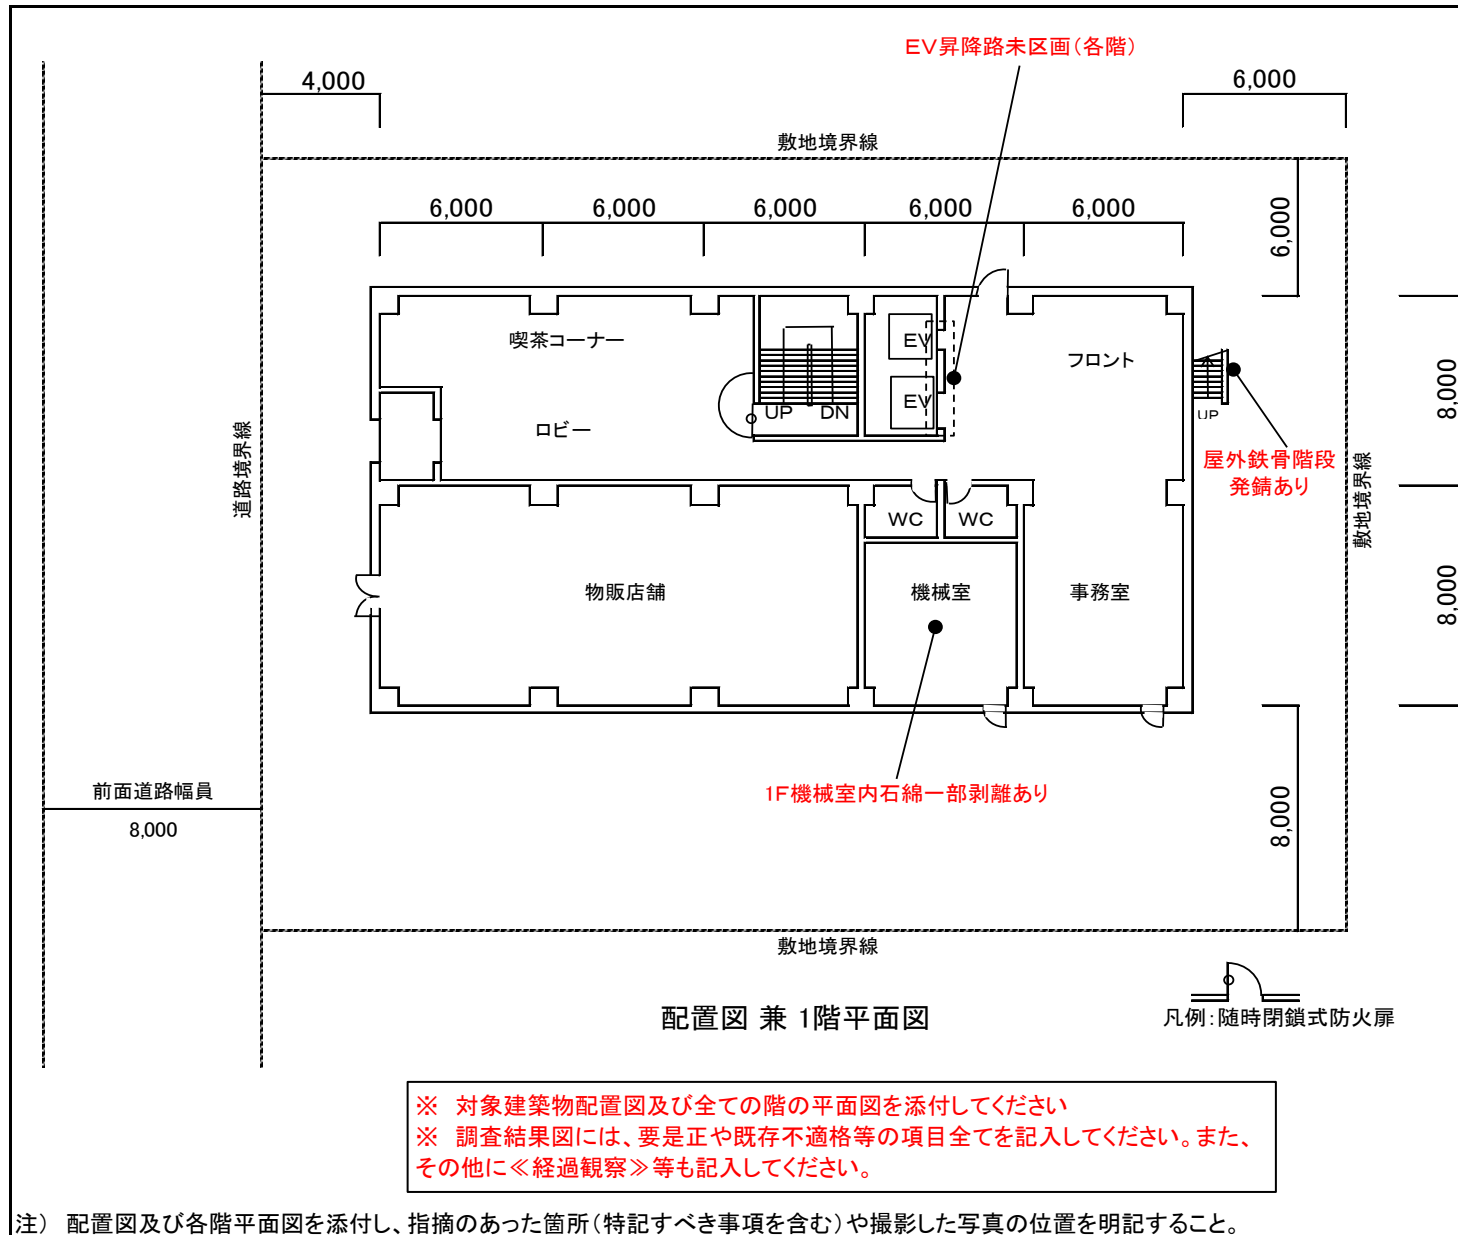 EV昇降路未区画(各階)
4,000
6,000
敷地境界線
6,000
6,000
6,000
6,000
6,000
6,000
喫茶コーナー
EV
フロント
EV
8,000
UP
DN
UP
ロビー
道路境界線
屋外鉄骨階段
発錆あり
敷地境界線
WC
WC
物販店舗
機械室
事務室
8,000
前面道路幅員
8,000
1F機械室内石綿一部剥離あり
8,000
敷地境界線
配置図 兼 1階平面図
凡例:随時閉鎖式防火扉
※ 対象建築物配置図及び全ての階の平面図を添付してください
※ 調査結果図には、要是正や既存不適格等の項目全てを記入してください。また、
その他に≪経過観察≫等も記入してください。
注) 配置図及び各階平面図を添付し、指摘のあった箇所(特記すべき事項を含む)や撮影した写真の位置を明記すること。